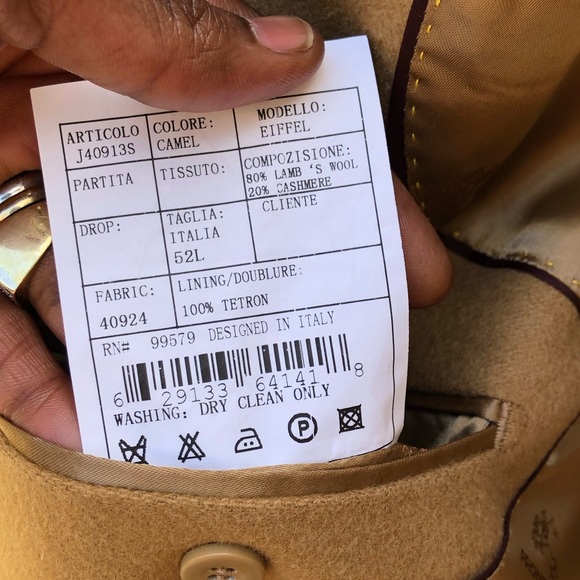 ARTICOLO
J40913S
COLORE:
CAMEL
MODELLO:
EIFFEL
PARTITA
TISSUTO:
COMPOZISIONE:
80% LAMB 'S WOOL
20% CASHMERE
DROP:
TAGLIA:
ITALIA
52L
CLIENTE
FABRIC:
40924
LINING/DOUBLURE:
100% TETRON
RN# 99579 DESIGNED IN ITALY
6 29133 64141 8
WASHING: DRY CLEAN ONLY
P